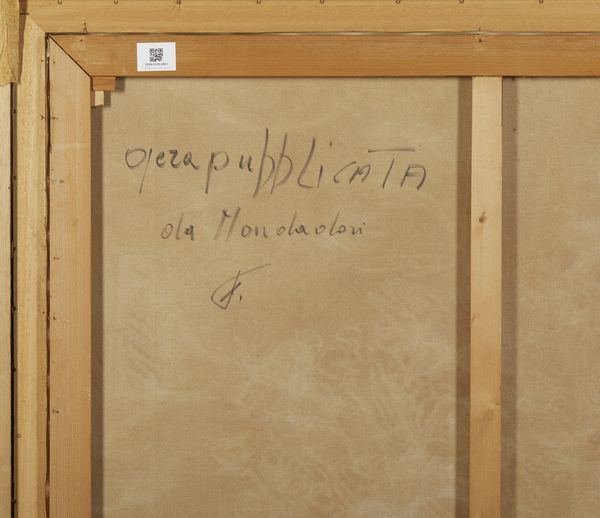 opera pubblicATA
da Mondadori